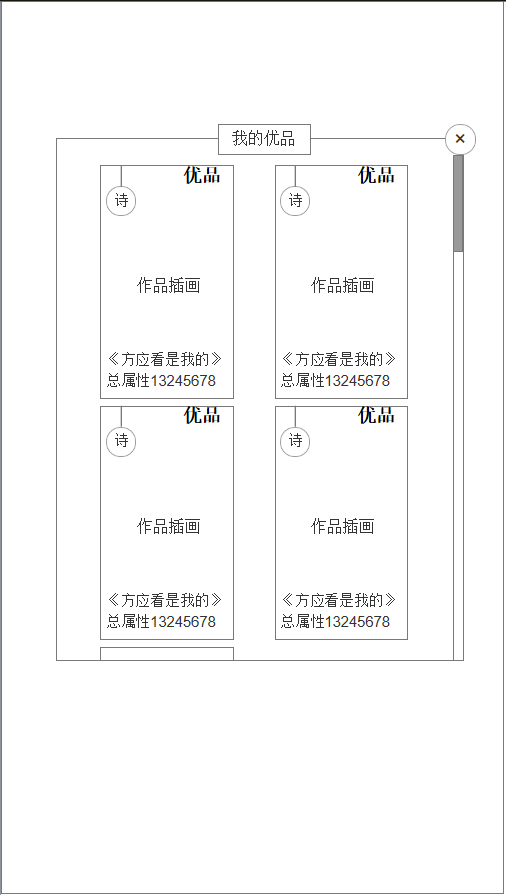 我的优品
×
优品
诗
作品插画
《方应看是我的》
总属性13245678
优品
诗
作品插画
《方应看是我的》
总属性13245678
优品
诗
作品插画
《方应看是我的》
总属性13245678
优品
诗
作品插画
《方应看是我的》
总属性13245678